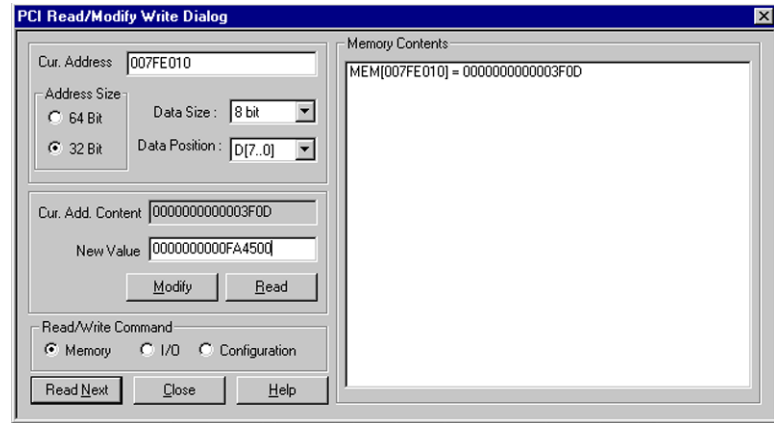 PCI Read/Modify Write Dialog
Cur. Address 007FE010
Address Size
64 Bit
32 Bit
Data Size : 8 bit
Data Position : D[7..0]
Cur. Add. Content 0000000000003F0D
New Value 0000000000FA4500
Modify Read
Read/Write Command
Memory I/O Configuration
Read Next Close Help
Memory Contents
MEM[007FE010] = 0000000000003F0D